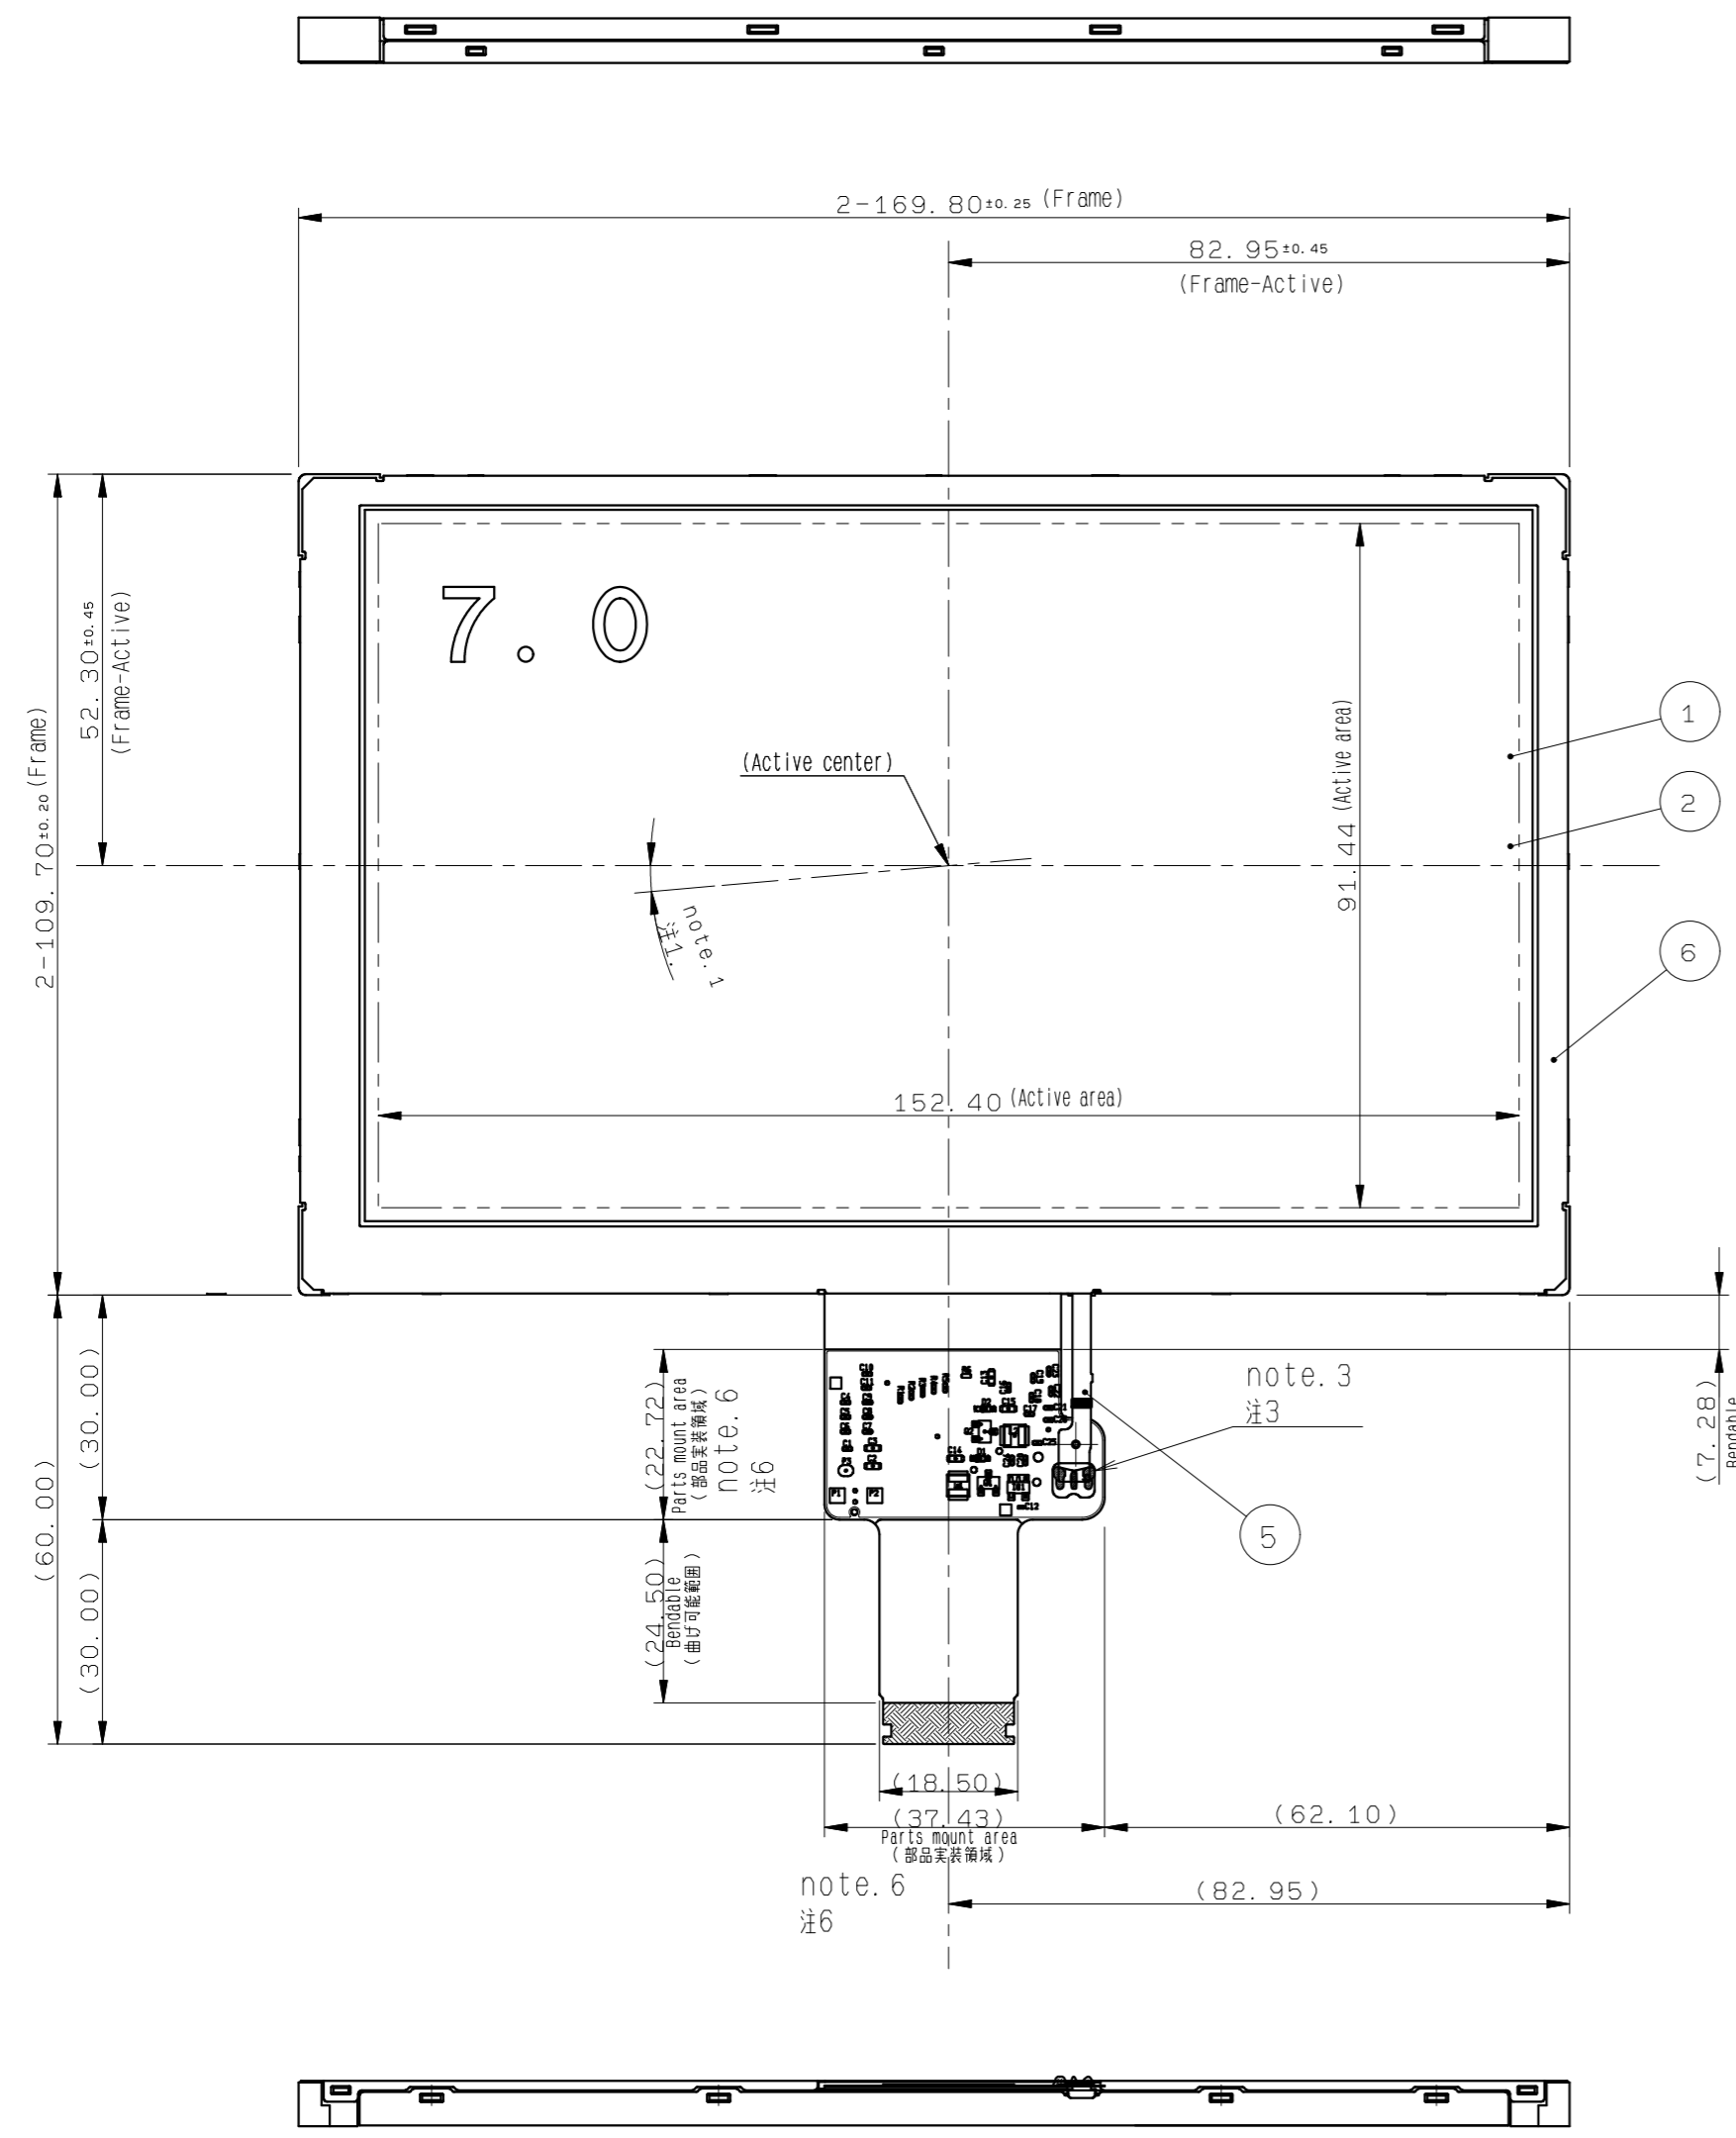 2-169.80±0.25 (Frame)
82.95±0.45
(Frame-Active)
52.30±0.45
(Frame-Active)
2-109.70±0.20 (Frame)
7.0
(Active center)
note.1
注1.
91.44 (Active area)
152.40 (Active area)
1
2
6
(60.00)
(30.00)
(30.00)
(22.72)
Parts mount area
(部品実装領域)
note.6
注6
(24.50)
Bendable
(曲げ可能範囲)
P1
P2
C14
C12
note.3
注3
5
(7.28)
Bendable
(18.50)
(37.43)
Parts mount area
(部品実装領域)
(62.10)
note.6
注6
(82.95)